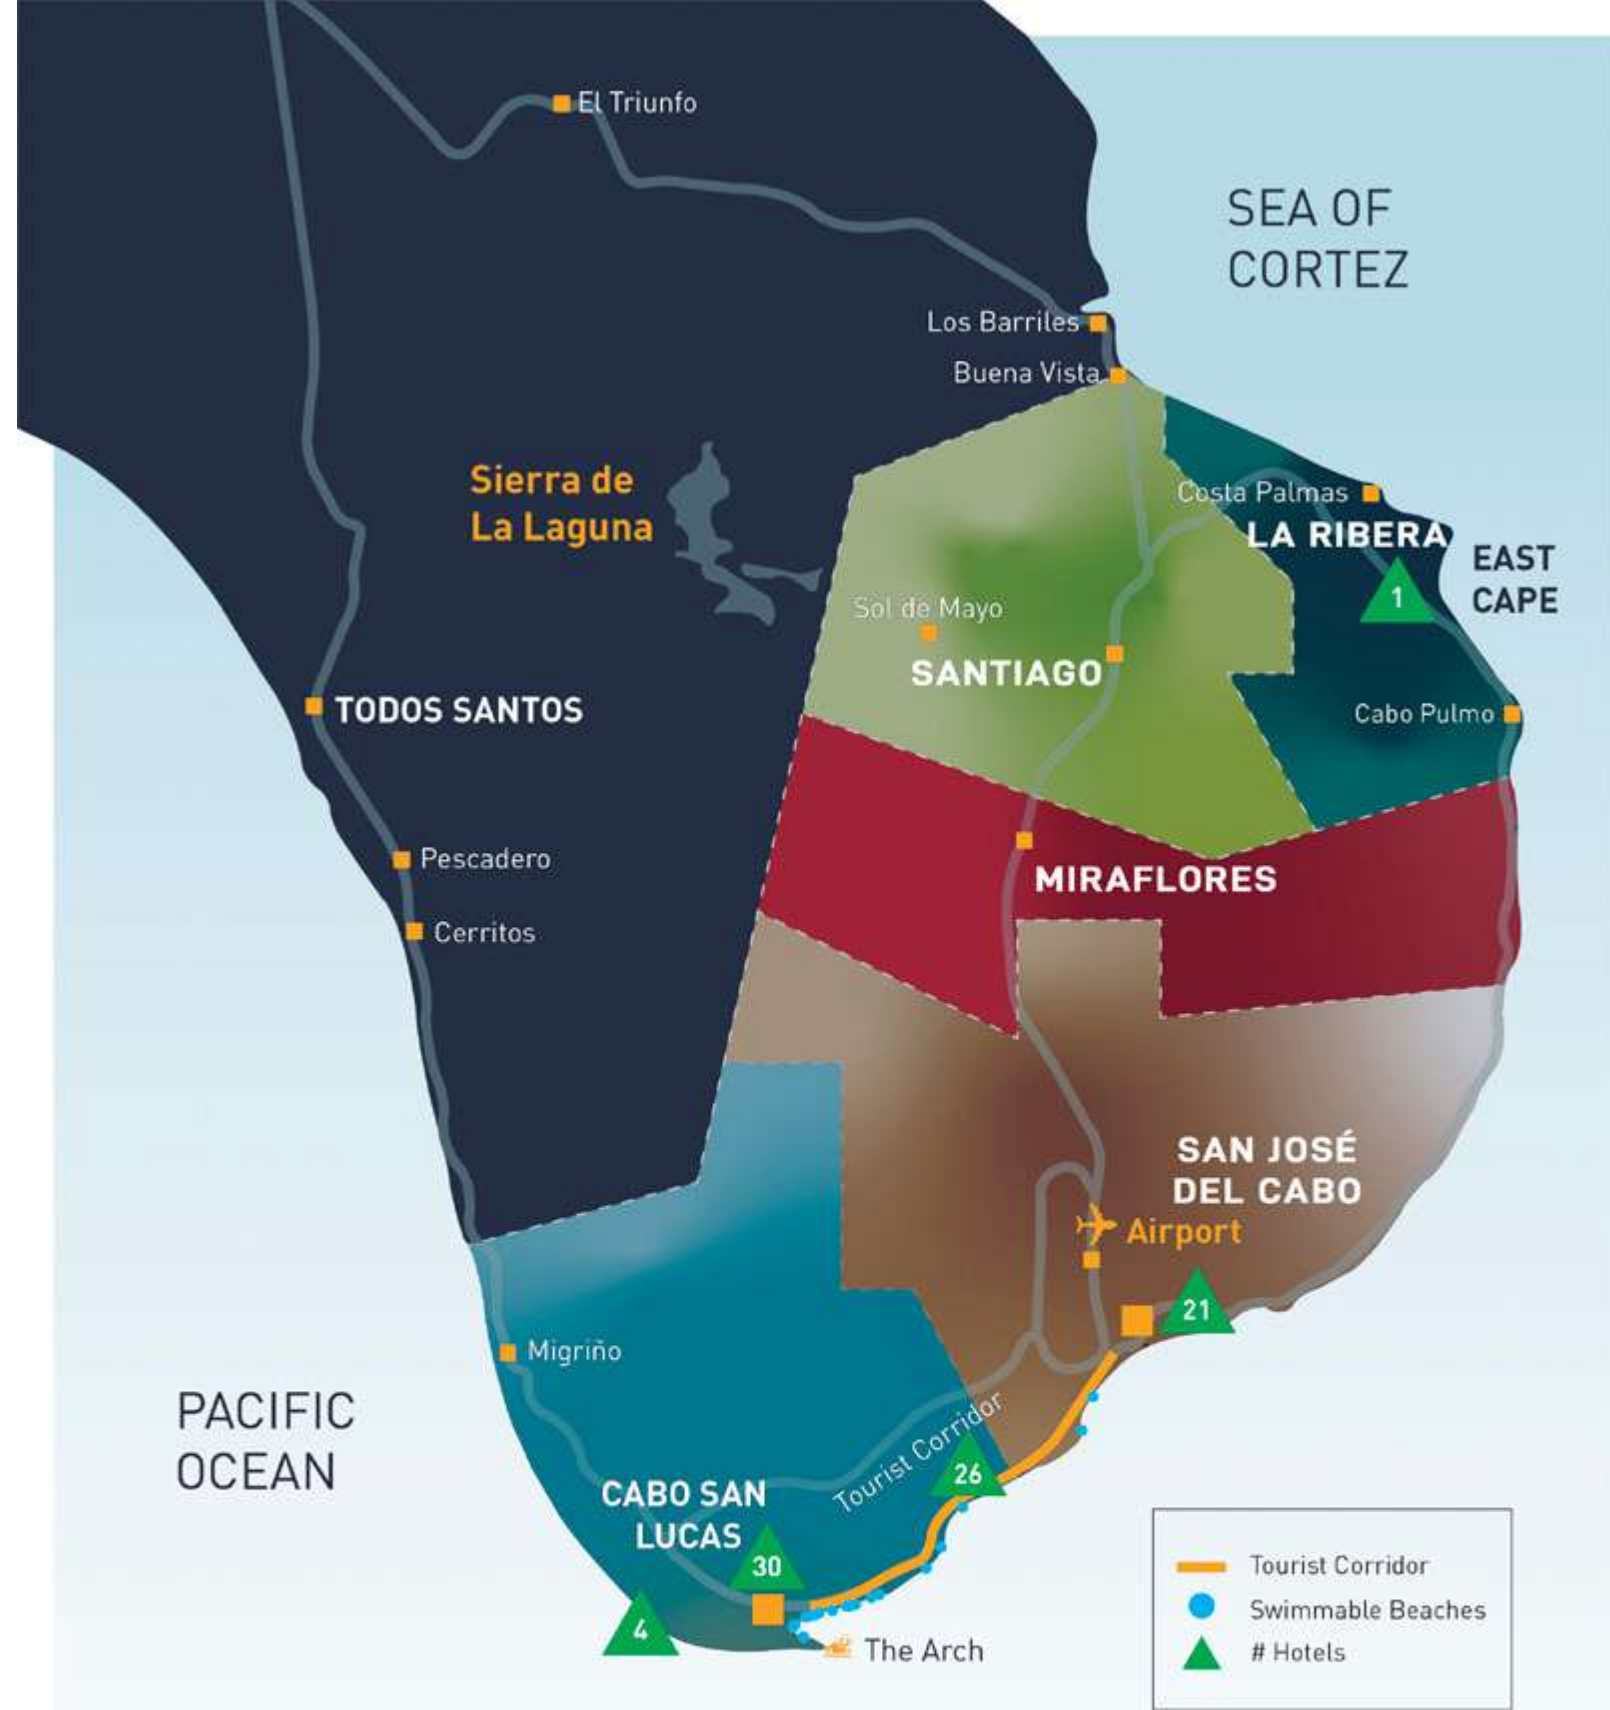 El Triunfo
SEA OF
CORTEZ
Los Barriles
Buena Vista
Sierra de
La Laguna
Costa Palmas
LA RIBERA
EAST
CAPE
1
Sol de Mayo
SANTIAGO
TODOS SANTOS
Cabo Pulmo
Pescadero
MIRAFLORES
Cerritos
SAN JOSÉ
DEL CABO
Airport
21
Migriño
PACIFIC
OCEAN
Tourist Corridor
26
CABO SAN
LUCAS
30
4
The Arch
Tourist Corridor
Swimmable Beaches
# Hotels